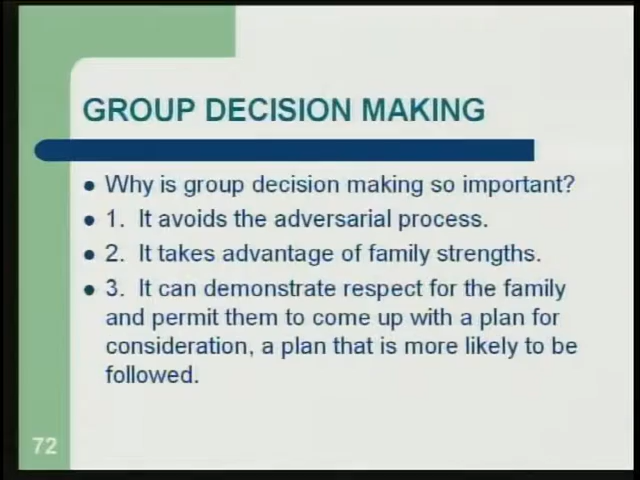 GROUP DECISION MAKING
• Why is group decision making so important?
• 1. It avoids the adversarial process.
• 2. It takes advantage of family strengths.
• 3. It can demonstrate respect for the family
and permit them to come up with a plan for
consideration, a plan that is more likely to be
followed.
72